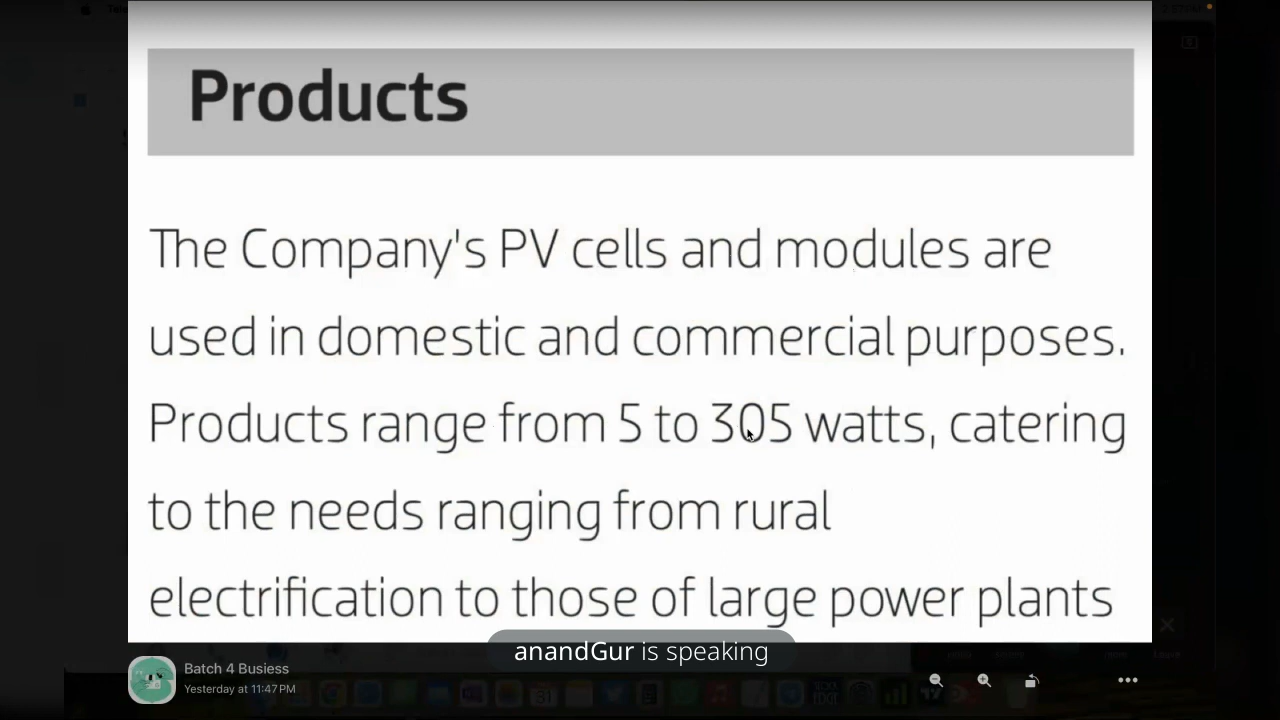 Products
The Company's PV cells and modules are
used in domestic and commercial purposes.
Products range from 5 to 305 watts, catering
to the needs ranging from rural
electrification to those of large power plants
anandGur is speaking
Batch 4 Busiess
Yesterday at 11:47 PM